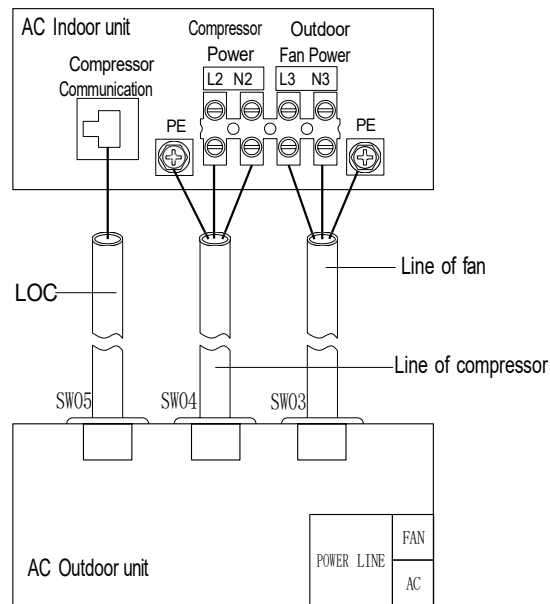 AC Indoor unit
Compressor
Communication
Compressor
Power
Outdoor
Fan Power
L2 N2
L3 N3
PE
PE
LOC
Line of fan
Line of compressor
SW05
SW04
SW03
AC Outdoor unit
POWER LINE
FAN
AC